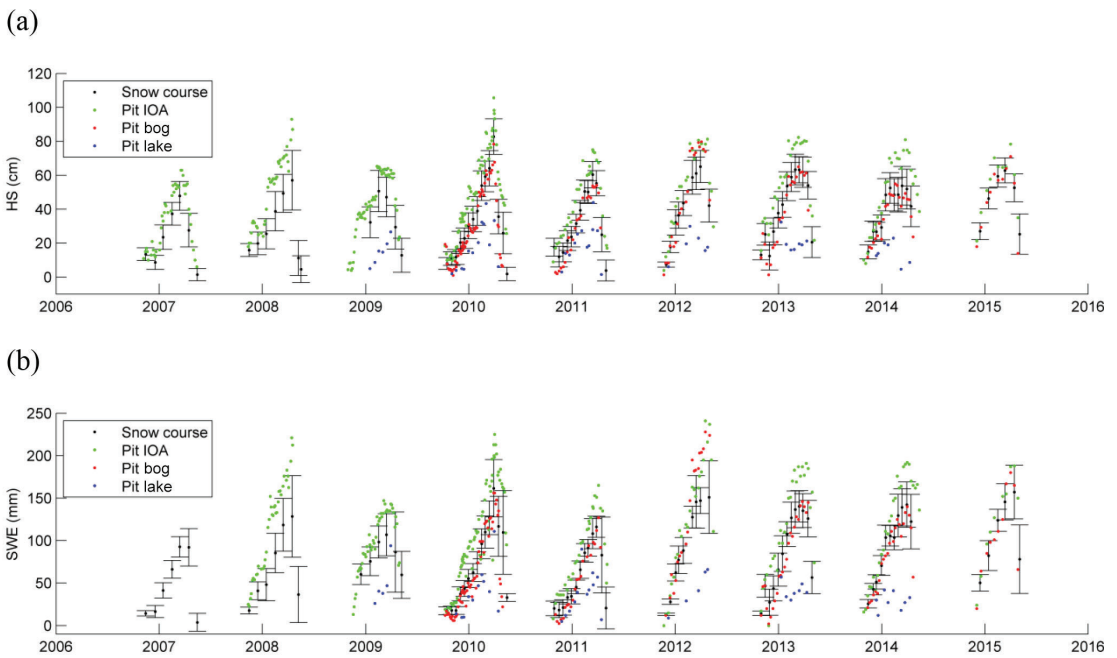 (a)
120
100
80
60
40
20
0
HS (cm)
Snow course
Pit IOA
Pit bog
Pit lake
2006 2007 2008 2009 2010 2011 2012 2013 2014 2015 2016
(b)
250
200
150
100
50
0
SWE (mm)
Snow course
Pit IOA
Pit bog
Pit lake
2006 2007 2008 2009 2010 2011 2012 2013 2014 2015 2016